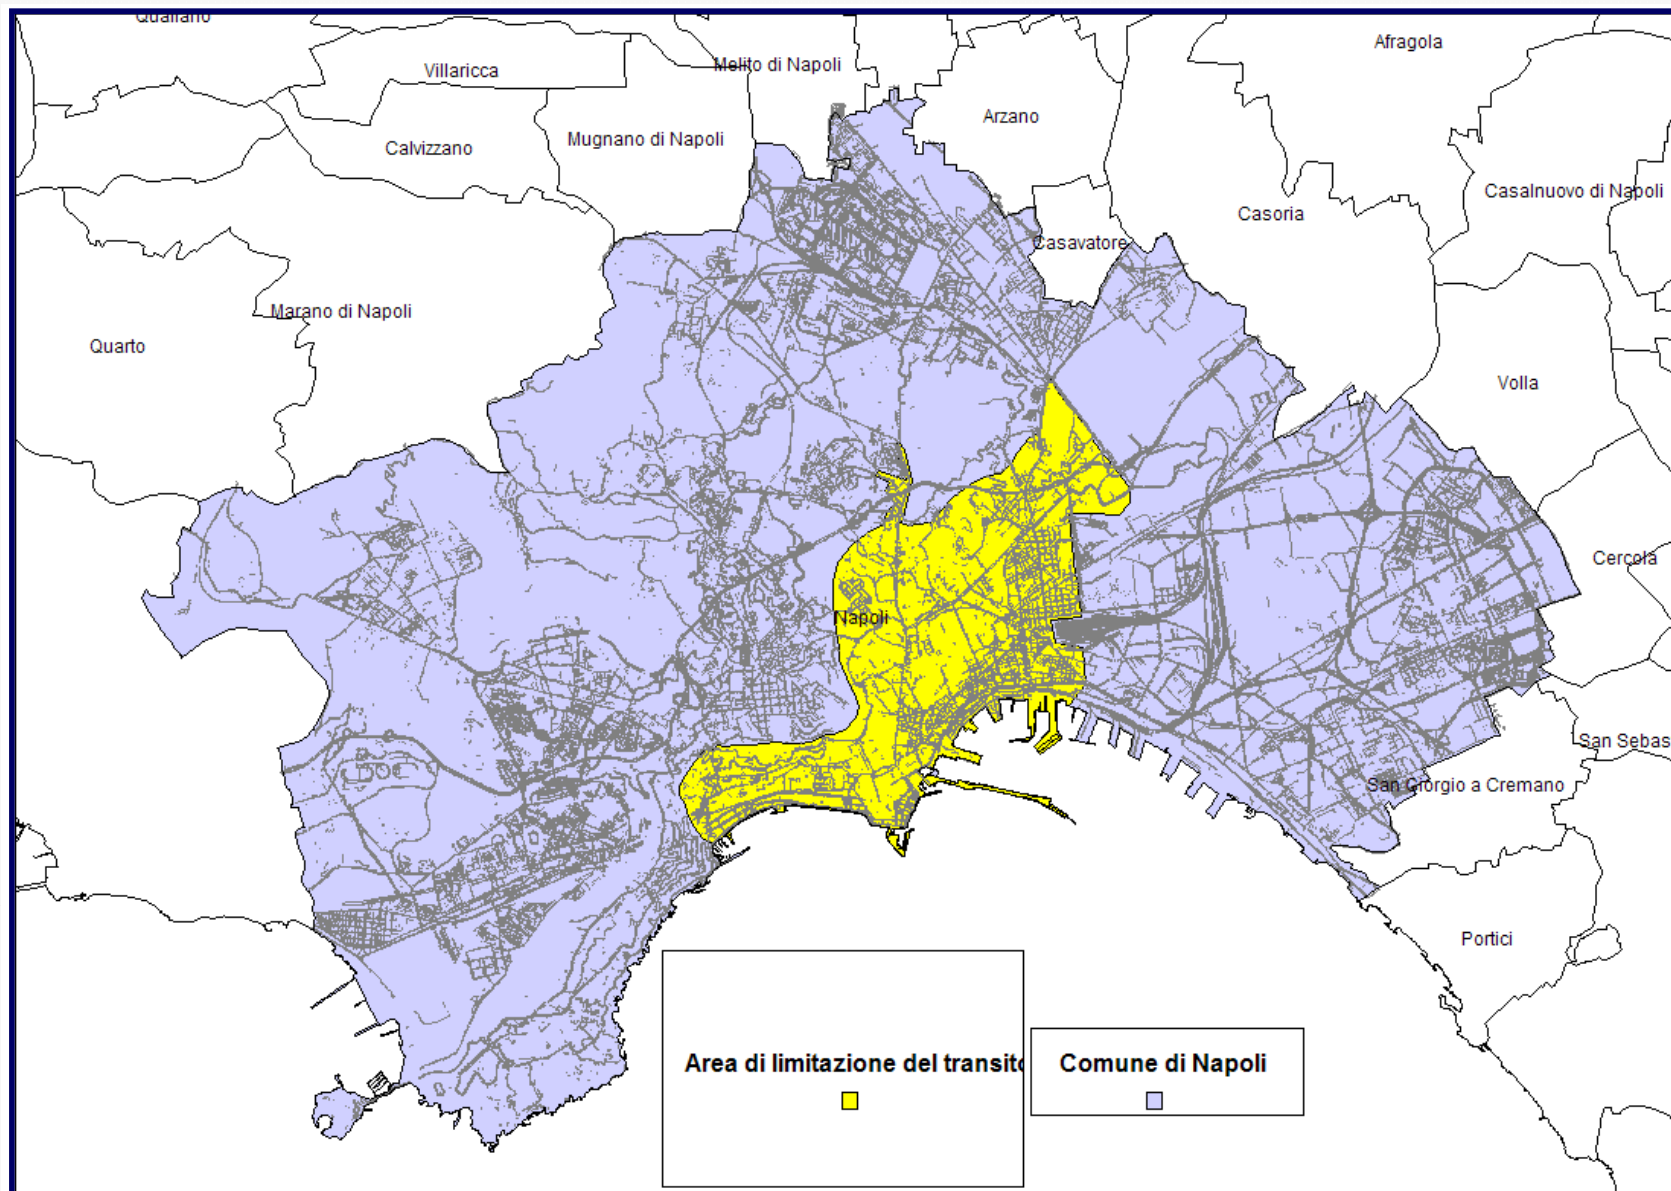 Qualiano
Afragola
Melito di Napoli
Villaricca
Arzano
Mugnano di Napoli
Calvizzano
Casalnuovo di Napoli
Casoria
Casavatore
Marano di Napoli
Quarto
Volla
Cercola
Napoli
San Sebas
San Giorgio a Cremano
Portici
Area di limitazione del transito
Comune di Napoli